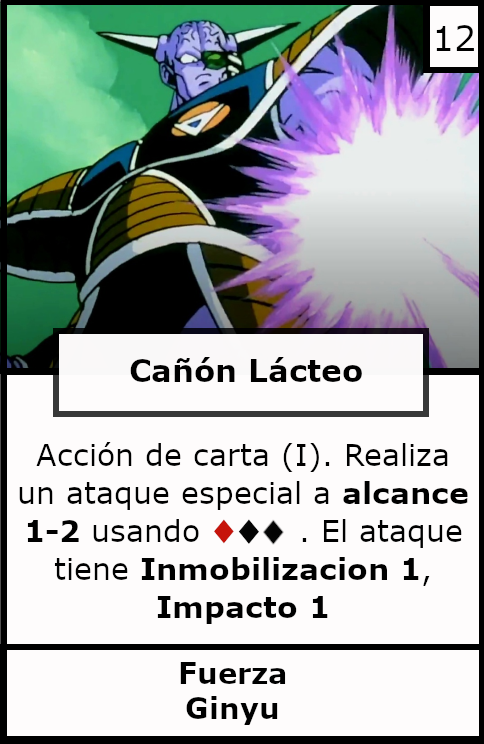 12
Cañón Lácteo
Acción de carta (I). Realiza
un ataque especial a alcance
1-2 usando ♦♦♦ . El ataque
tiene Inmobilizacion 1,
Impacto 1
Fuerza
Ginyu